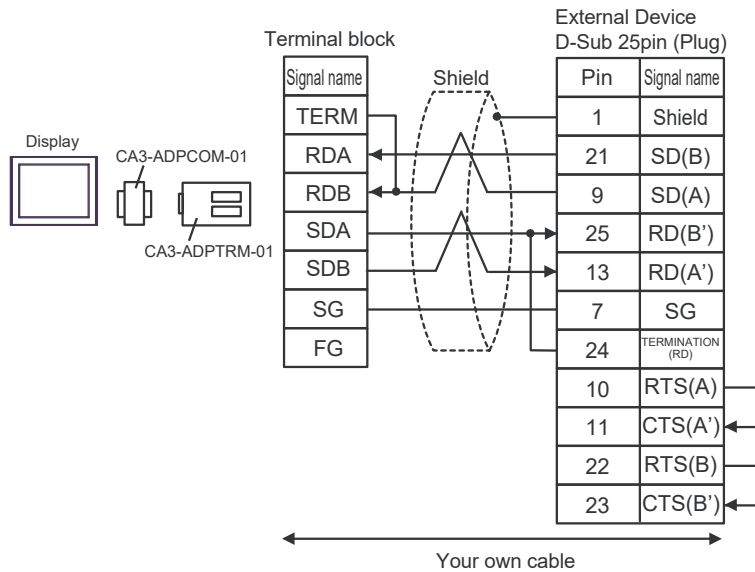 External Device
D-Sub 25pin (Plug)
Terminal block
Signal name
Shield
Pin Signal name
TERM
1 Shield
Display
CA3-ADPCOM-01
RDA
21 SD(B)
RDB
9 SD(A)
CA3-ADPTRM-01
SDA
25 RD(B’)
SDB
13 RD(A’)
SG
7 SG
FG
24 TERMINATION
(RD)
10 RTS(A)
11 CTS(A’)
22 RTS(B)
23 CTS(B’)
Your own cable